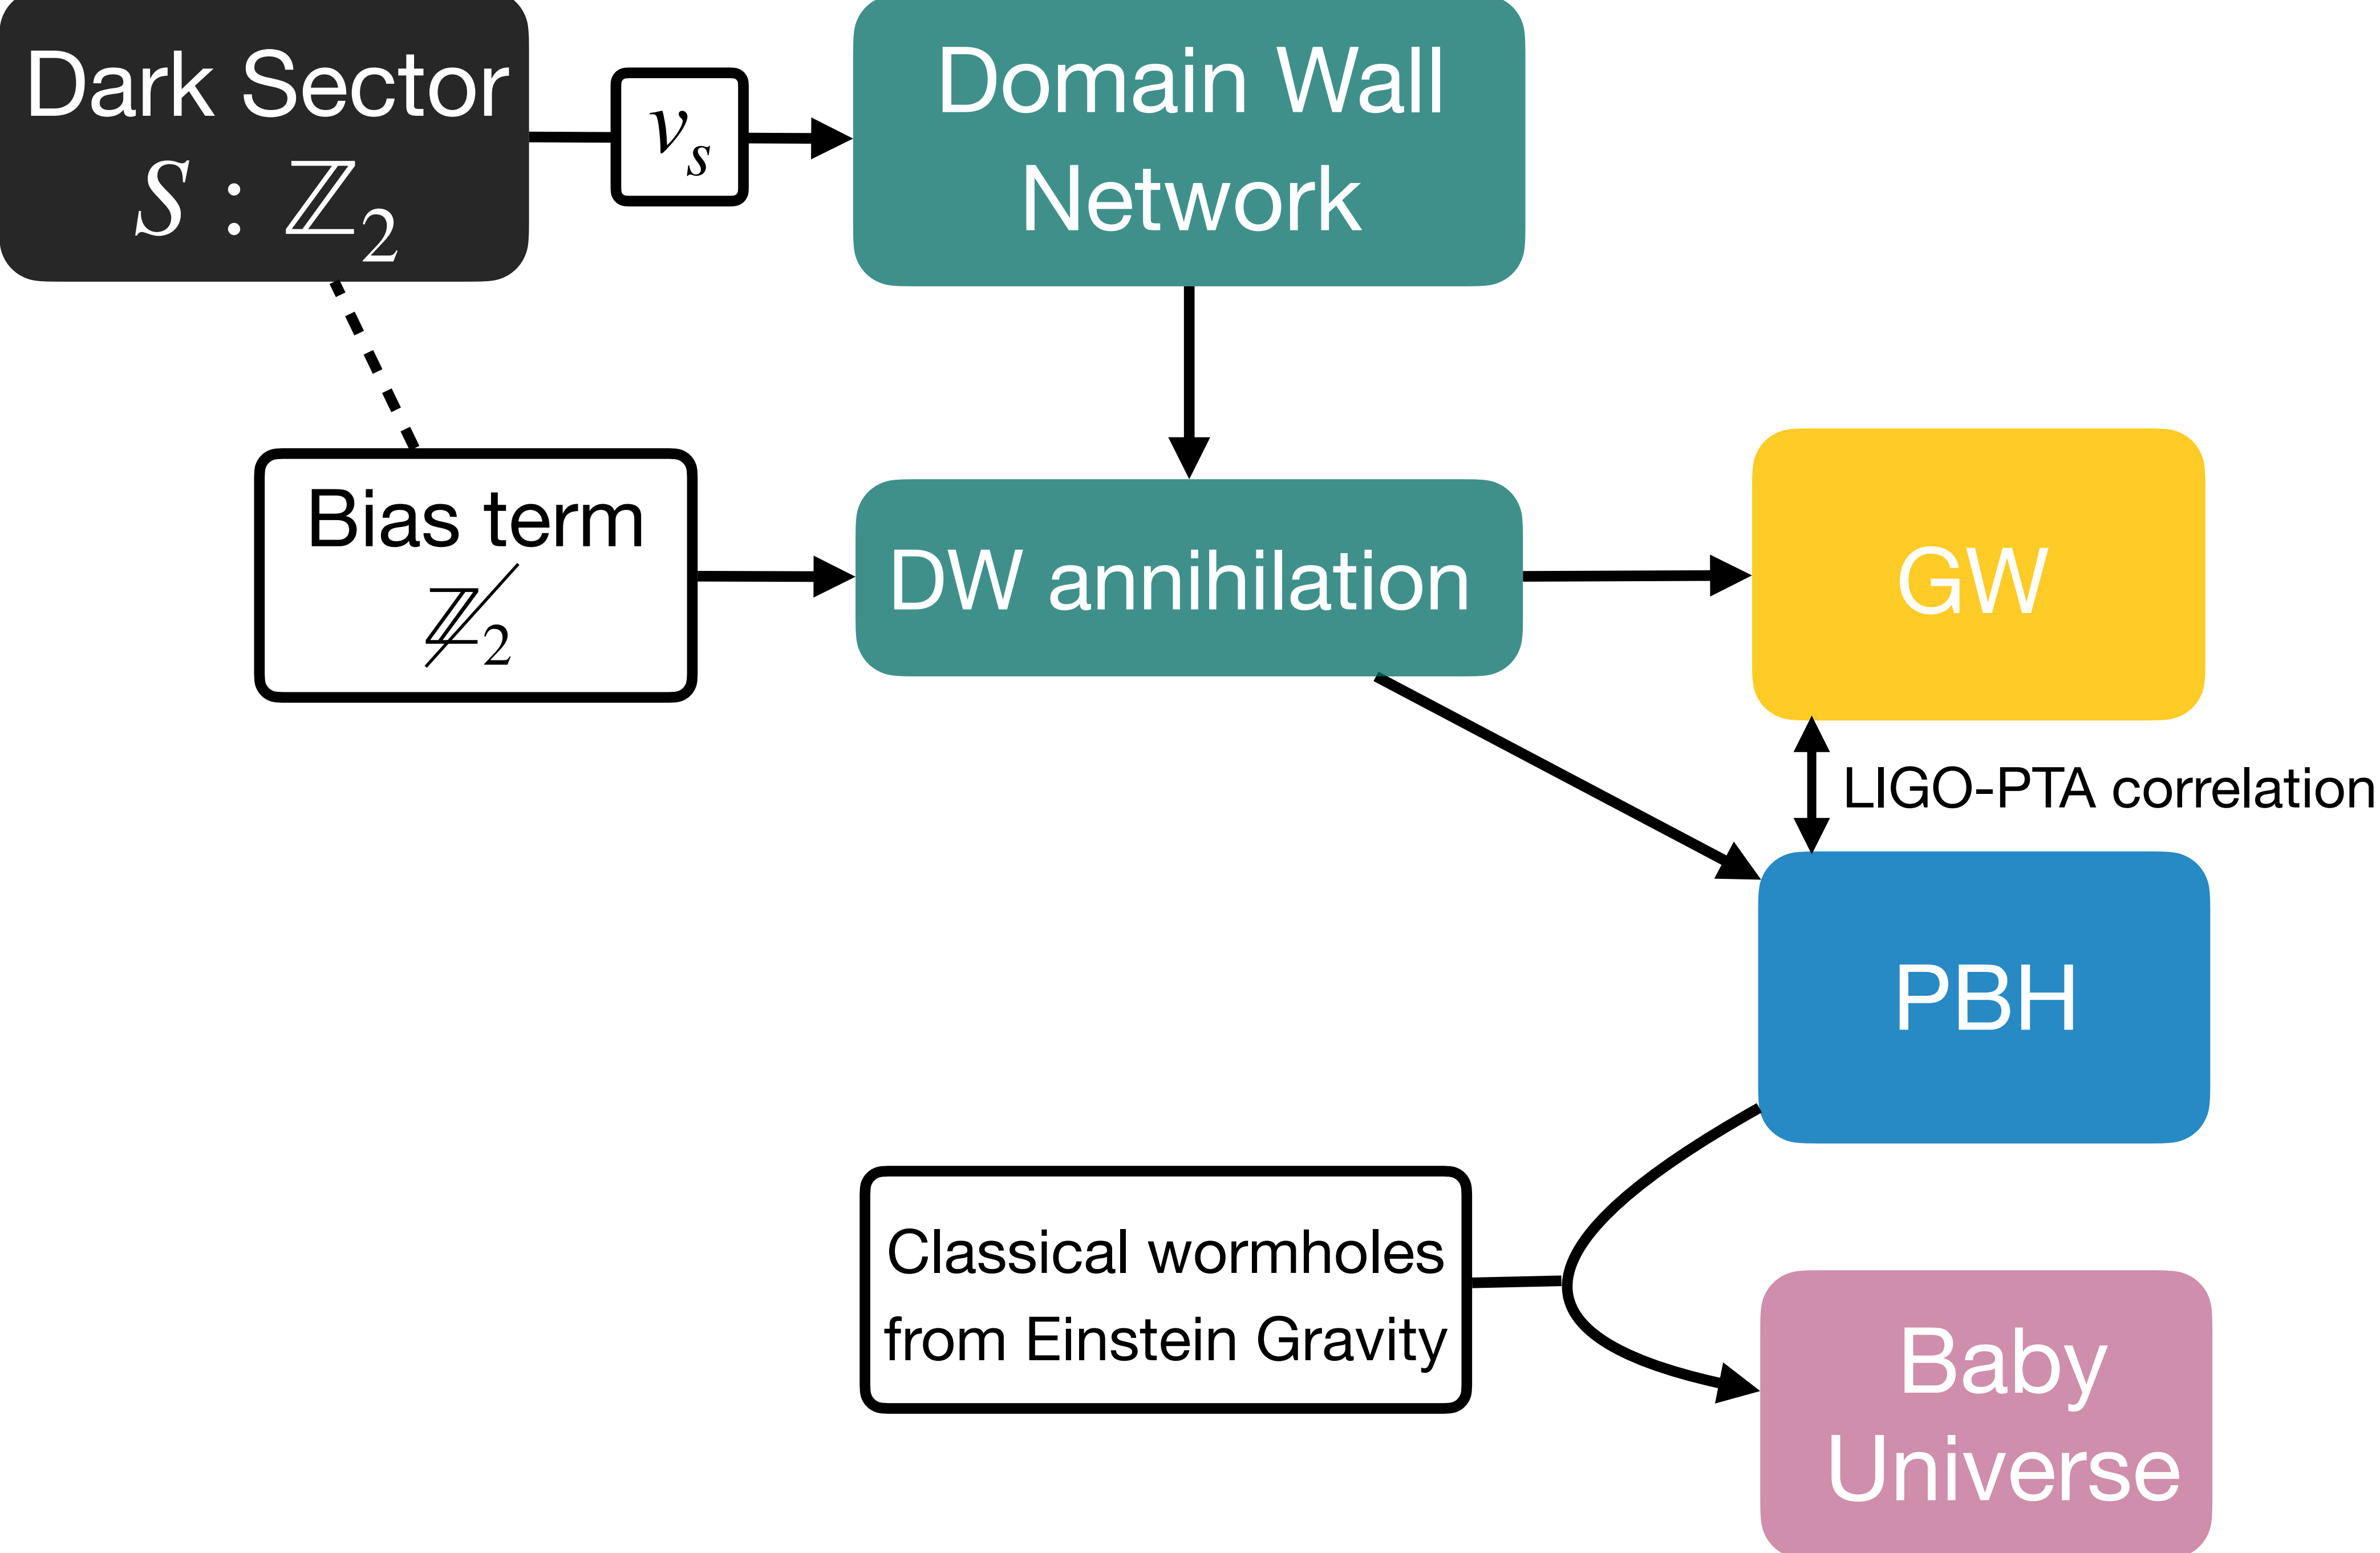 Dark Sector
S : ℤ₂
v_s
Domain Wall
Network
Bias term
ℤ̸₂
DW annihilation
GW
LIGO-PTA correlation
PBH
Classical wormholes
from Einstein Gravity
Baby
Universe